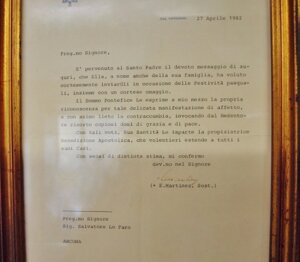 27 Aprile 1982
Preg.mo Signore,
E' pervenuto al Santo Padre il devoto messaggio di au-
guri, che Ella, a nome anche della sua famiglia, ha voluto
cortesemente inviargli in occasione delle festività pasqua-
li, insieme con un cortese omaggio.
Il Sommo Pontefice Le esprime a mio mezzo la propria
riconoscenza per tale delicata manifestazione di affetto,
e con animo lieto la contraccambia, invocando dal Redento-
re risorto copiosi doni di grazia e di pace.
Con tali voti, Sua Santità Le imparte la propiziatrice
Benedizione Apostolica, che volentieri estende a tutti i
suoi cari.
Con sensi di distinta stima, mi confermo
dev.mo nel Signore
(+ E.Martinez, Sost.)
Preg.mo Signore
Sig. Salvatore Lo Faro
ANCONA